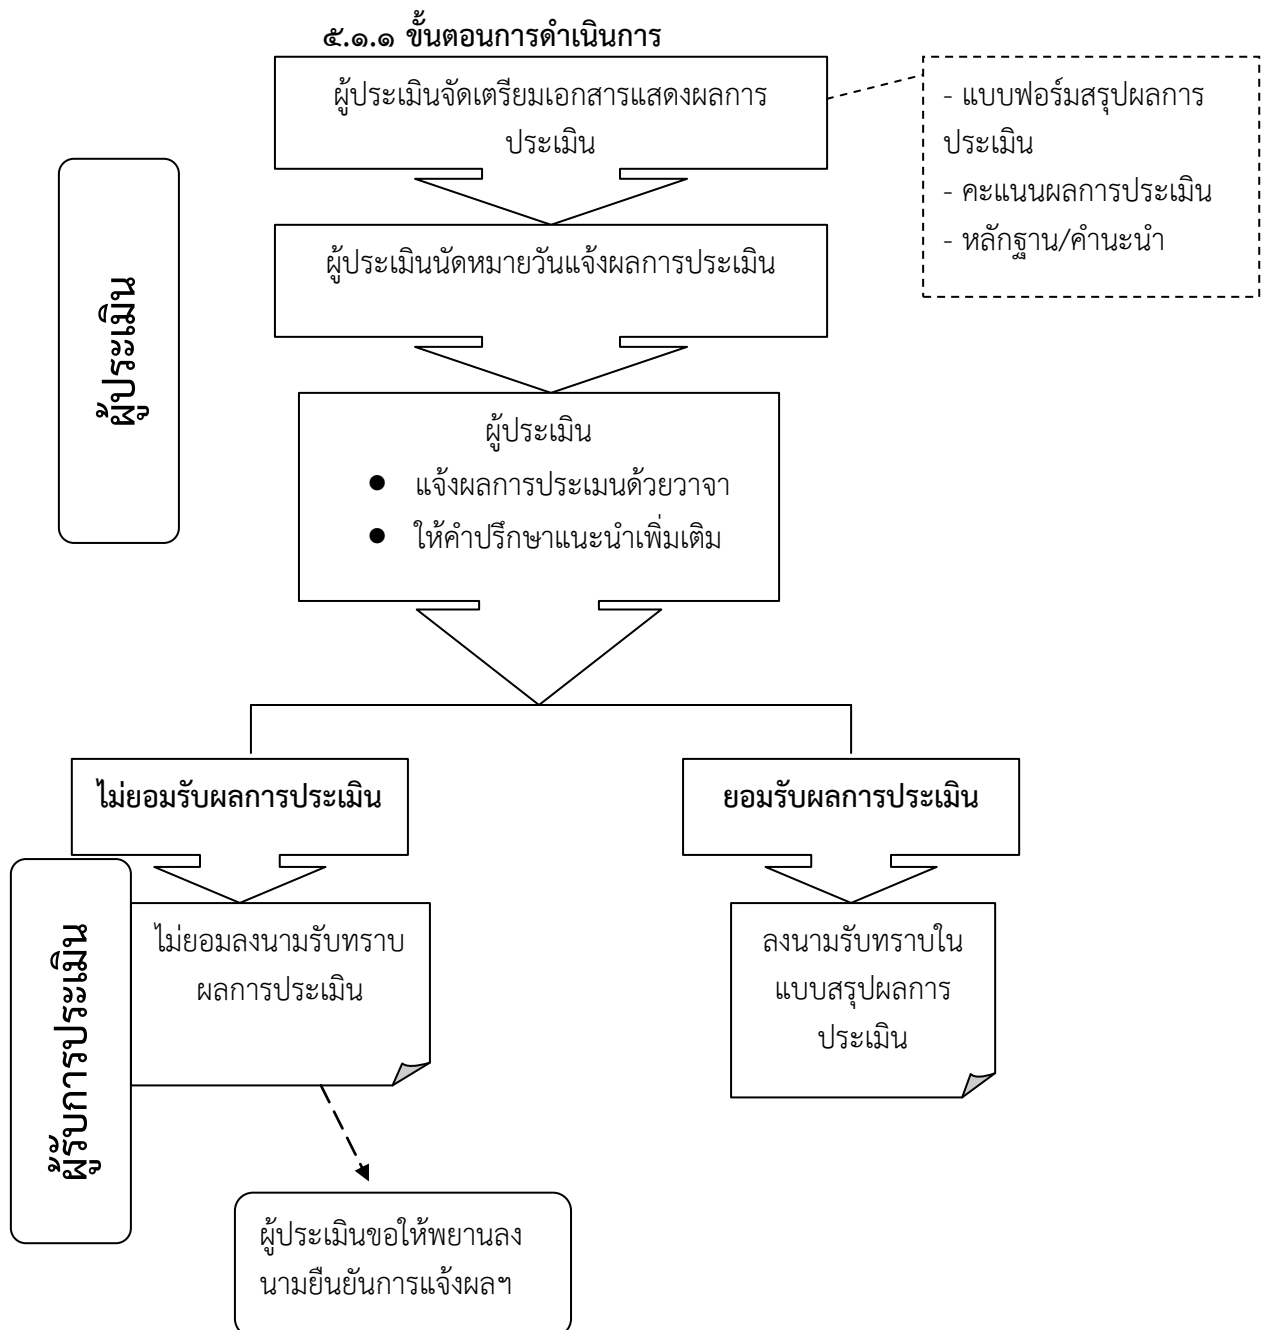 ๕.๑.๑ ขั้นตอนการดำเนินการ
ผู้ประเมินจัดเตรียมเอกสารแสดงผลการ
ประเมิน
- แบบฟอร์มสรุปผลการ
ประเมิน
- คะแนนผลการประเมิน
- หลักฐาน/คำนะนำ
ผู้ประเมินนัดหมายวันแจ้งผลการประเมิน
ผู้ประเมิน
ผู้ประเมิน
● แจ้งผลการประเมนด้วยวาจา
● ให้คำปรึกษาแนะนำเพิ่มเติม
ไม่ยอมรับผลการประเมิน
ยอมรับผลการประเมิน
ผู้รับการประเมิน
ไม่ยอมลงนามรับทราบ
ผลการประเมิน
ลงนามรับทราบใน
แบบสรุปผลการ
ประเมิน
ผู้ประเมินขอให้พยานลง
นามยืนยันการแจ้งผลฯ